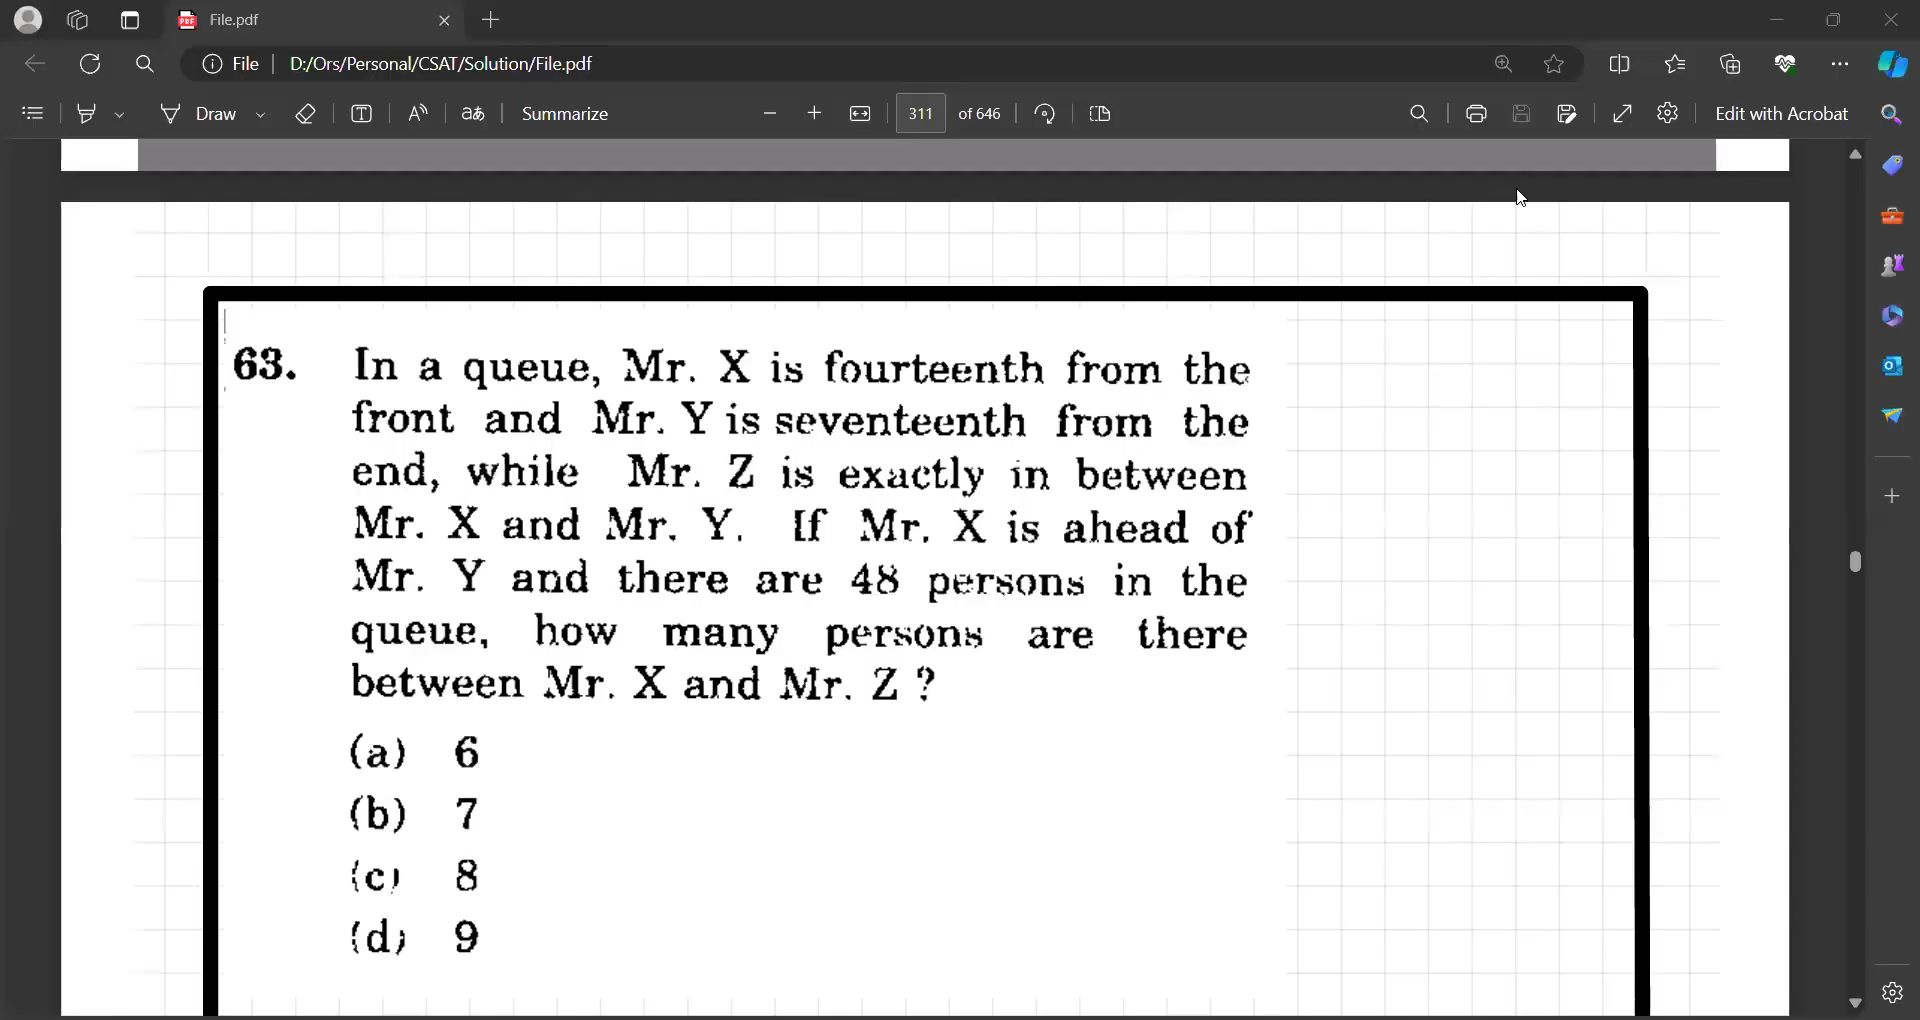 File.pdf
File
D:/Ors/Personal/CSAT/Solution/File.pdf
Draw
Summarize
311 of 646
Edit with Acrobat
63. In a queue, Mr. X is fourteenth from the
front and Mr. Y is seventeenth from the
end, while Mr. Z is exactly in between
Mr. X and Mr. Y. If Mr. X is ahead of
Mr. Y and there are 48 persons in the
queue, how many persons are there
between Mr. X and Mr. Z ?
(a) 6
(b) 7
(c) 8
(d) 9